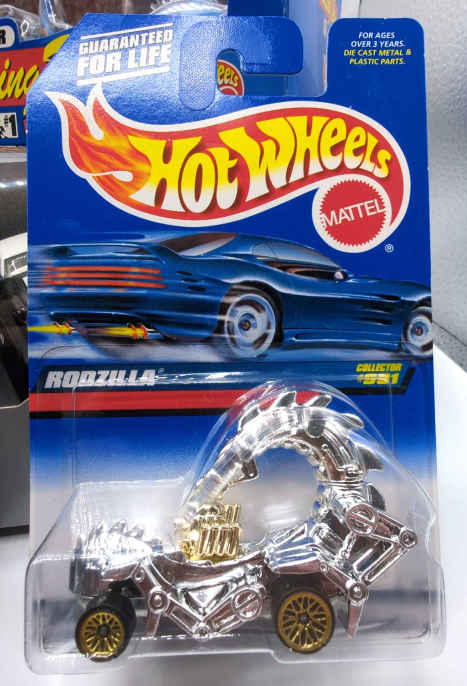 GUARANTEED
FOR LIFE
FOR AGES
OVER 3 YEARS.
DIE CAST METAL &
PLASTIC PARTS.
HOT WHEELS
MATTEL
®
RODZILLA
COLLECTOR
#991
#1